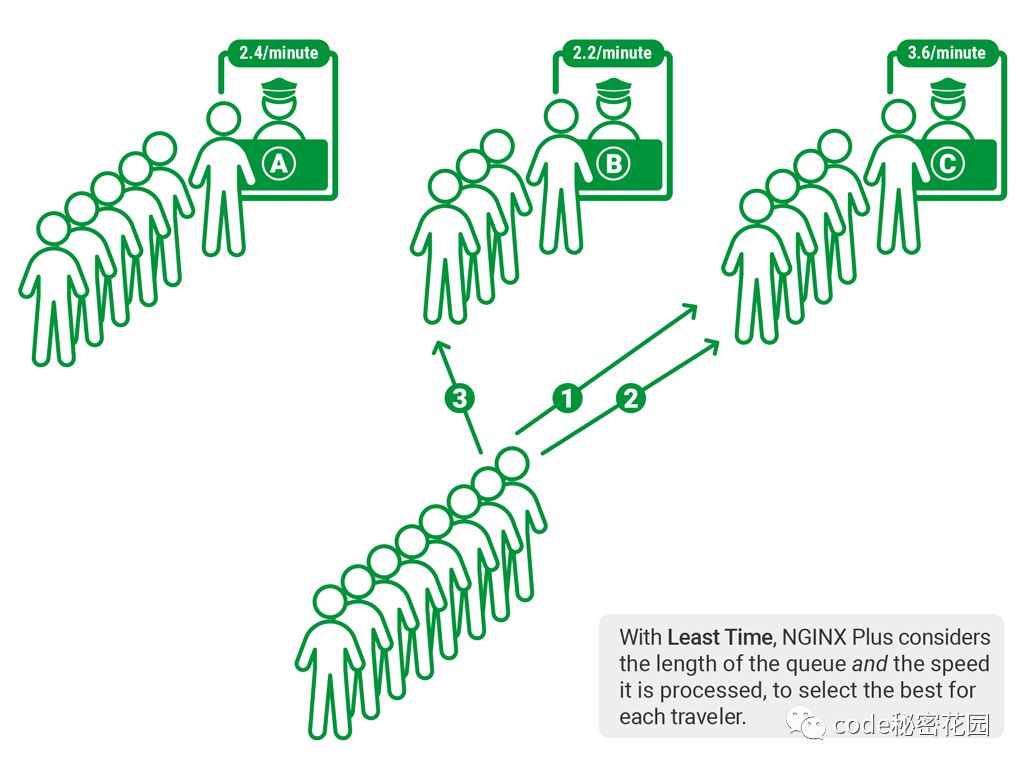 2.4/minute
2.2/minute
3.6/minute
A
B
C
3
1
2
With Least Time, NGINX Plus considers
the length of the queue and the speed
it is processed, to select the best for
each traveler.
code秘密花园